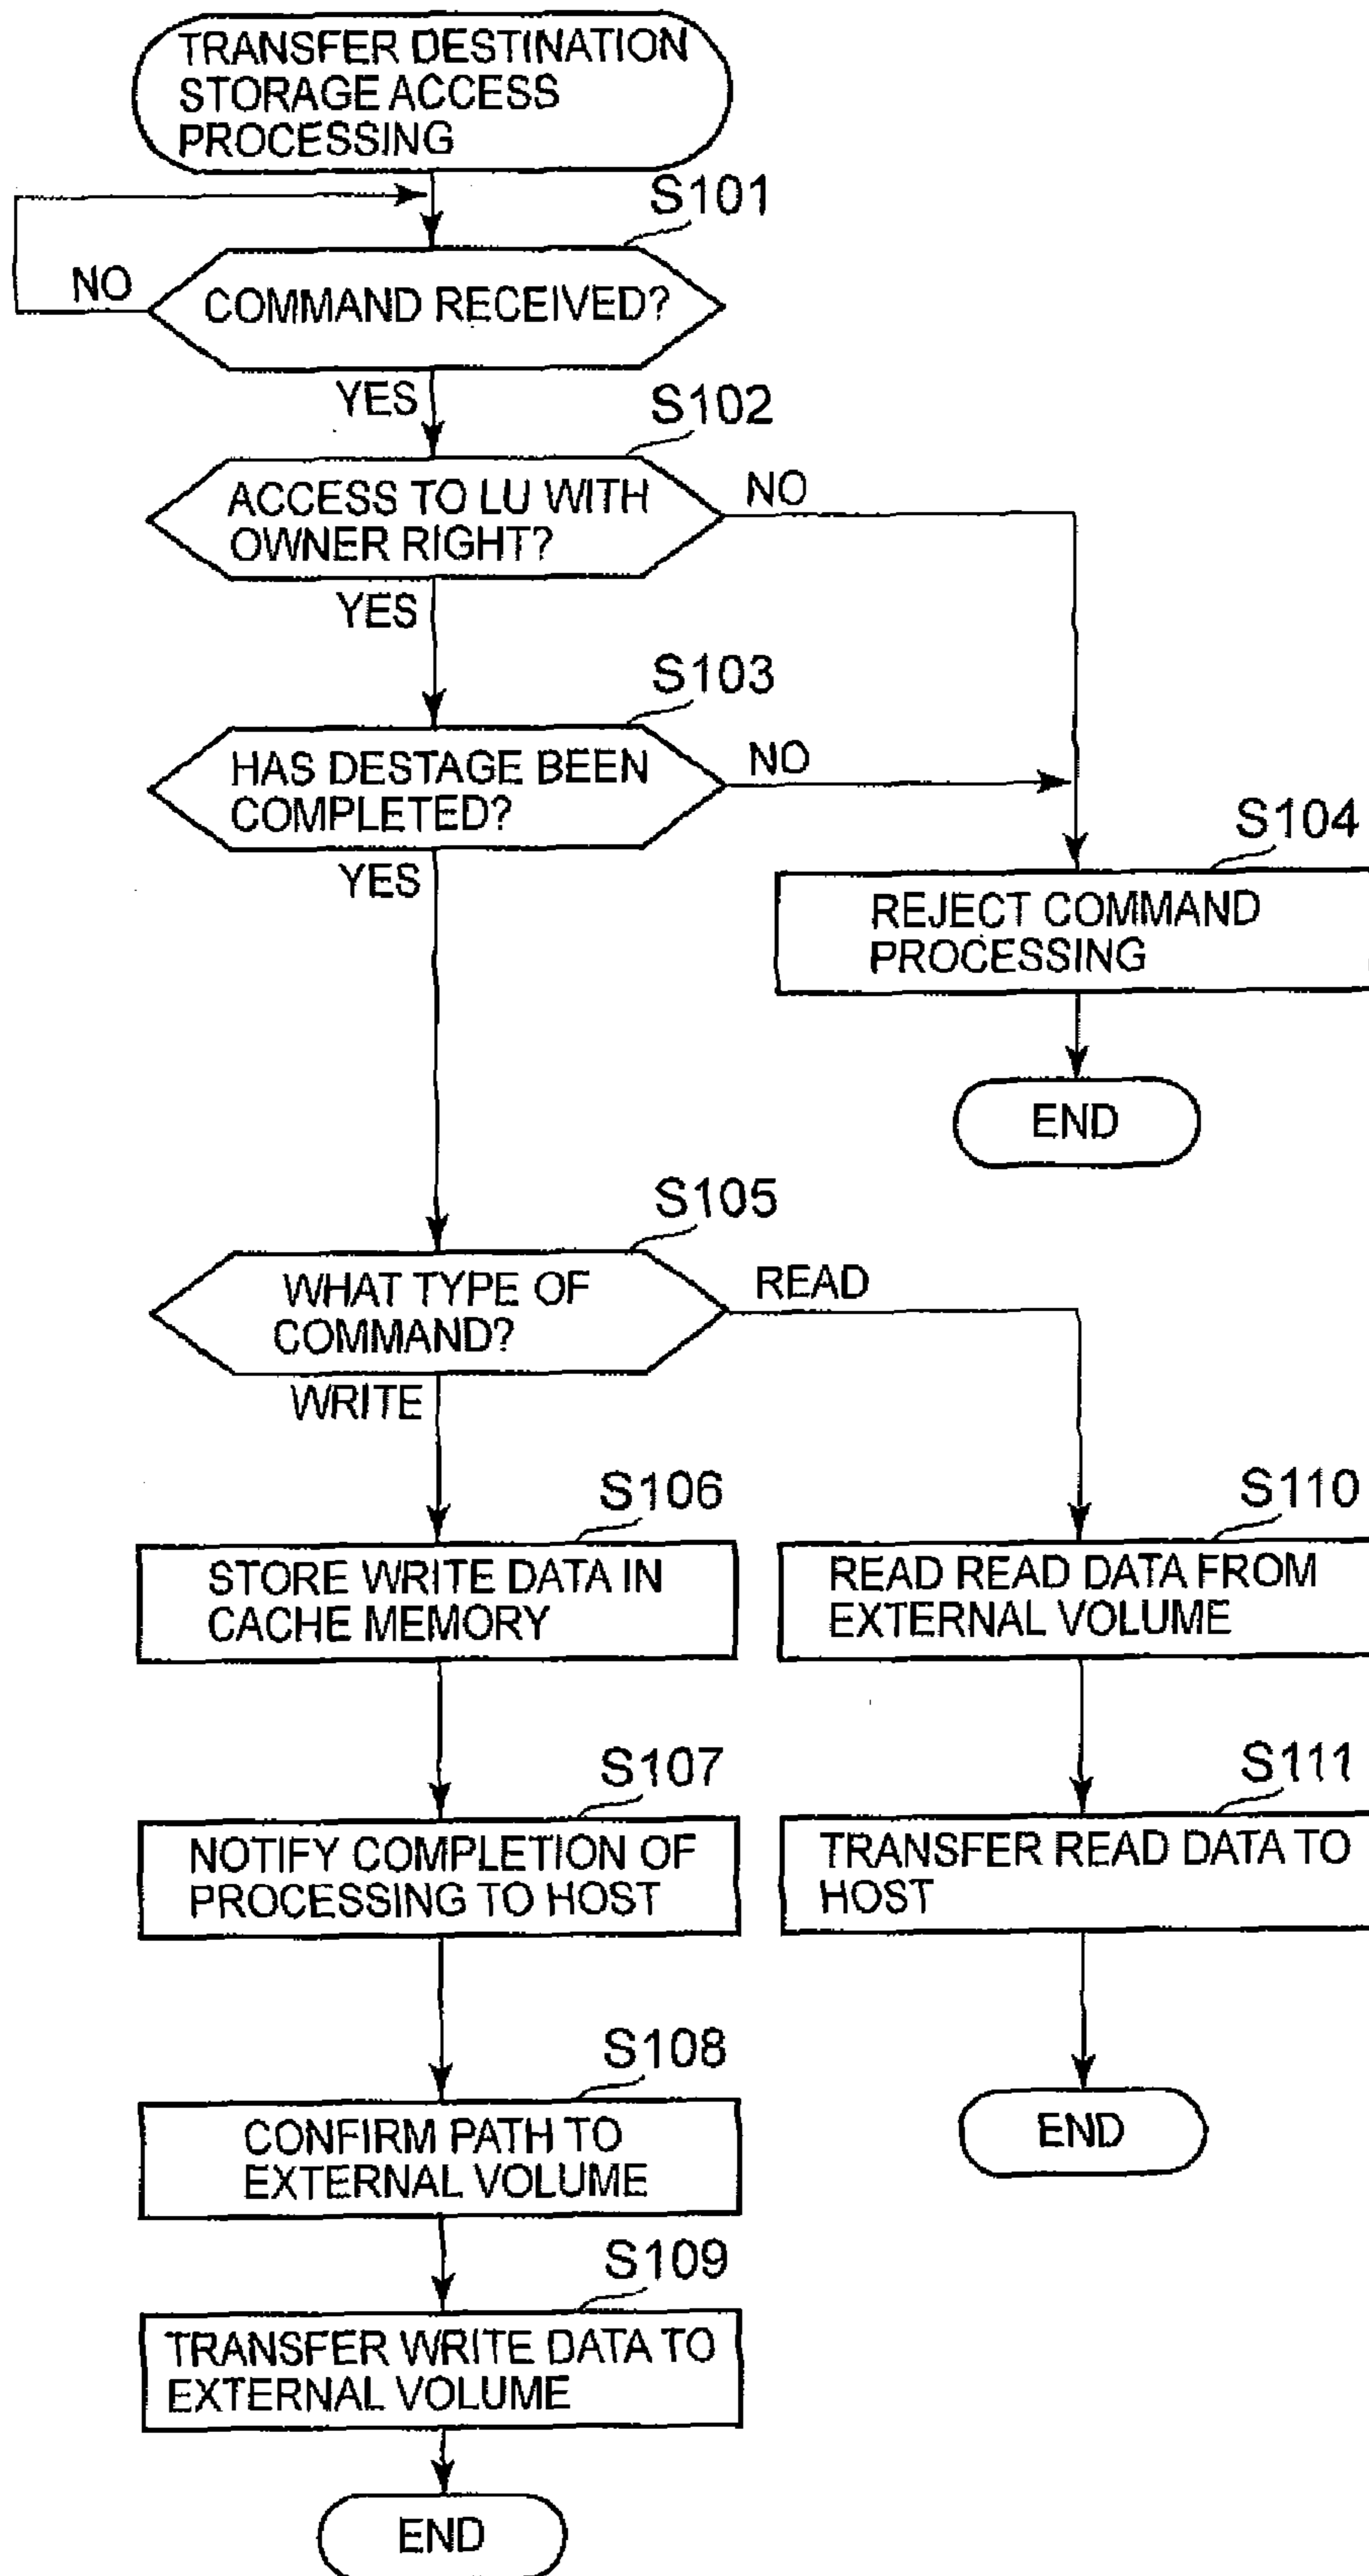 TRANSFER DESTINATION
STORAGE ACCESS
PROCESSING
S101
NO
COMMAND RECEIVED?
YES
S102
ACCESS TO LU WITH
OWNER RIGHT?
NO
YES
S103
HAS DESTAGE BEEN
COMPLETED?
NO
YES
S104
REJECT COMMAND
PROCESSING
END
S105
WHAT TYPE OF
COMMAND?
READ
WRITE
S106
STORE WRITE DATA IN
CACHE MEMORY
S110
READ READ DATA FROM
EXTERNAL VOLUME
S107
NOTIFY COMPLETION OF
PROCESSING TO HOST
S111
TRANSFER READ DATA TO
HOST
S108
CONFIRM PATH TO
EXTERNAL VOLUME
END
S109
TRANSFER WRITE DATA TO
EXTERNAL VOLUME
END